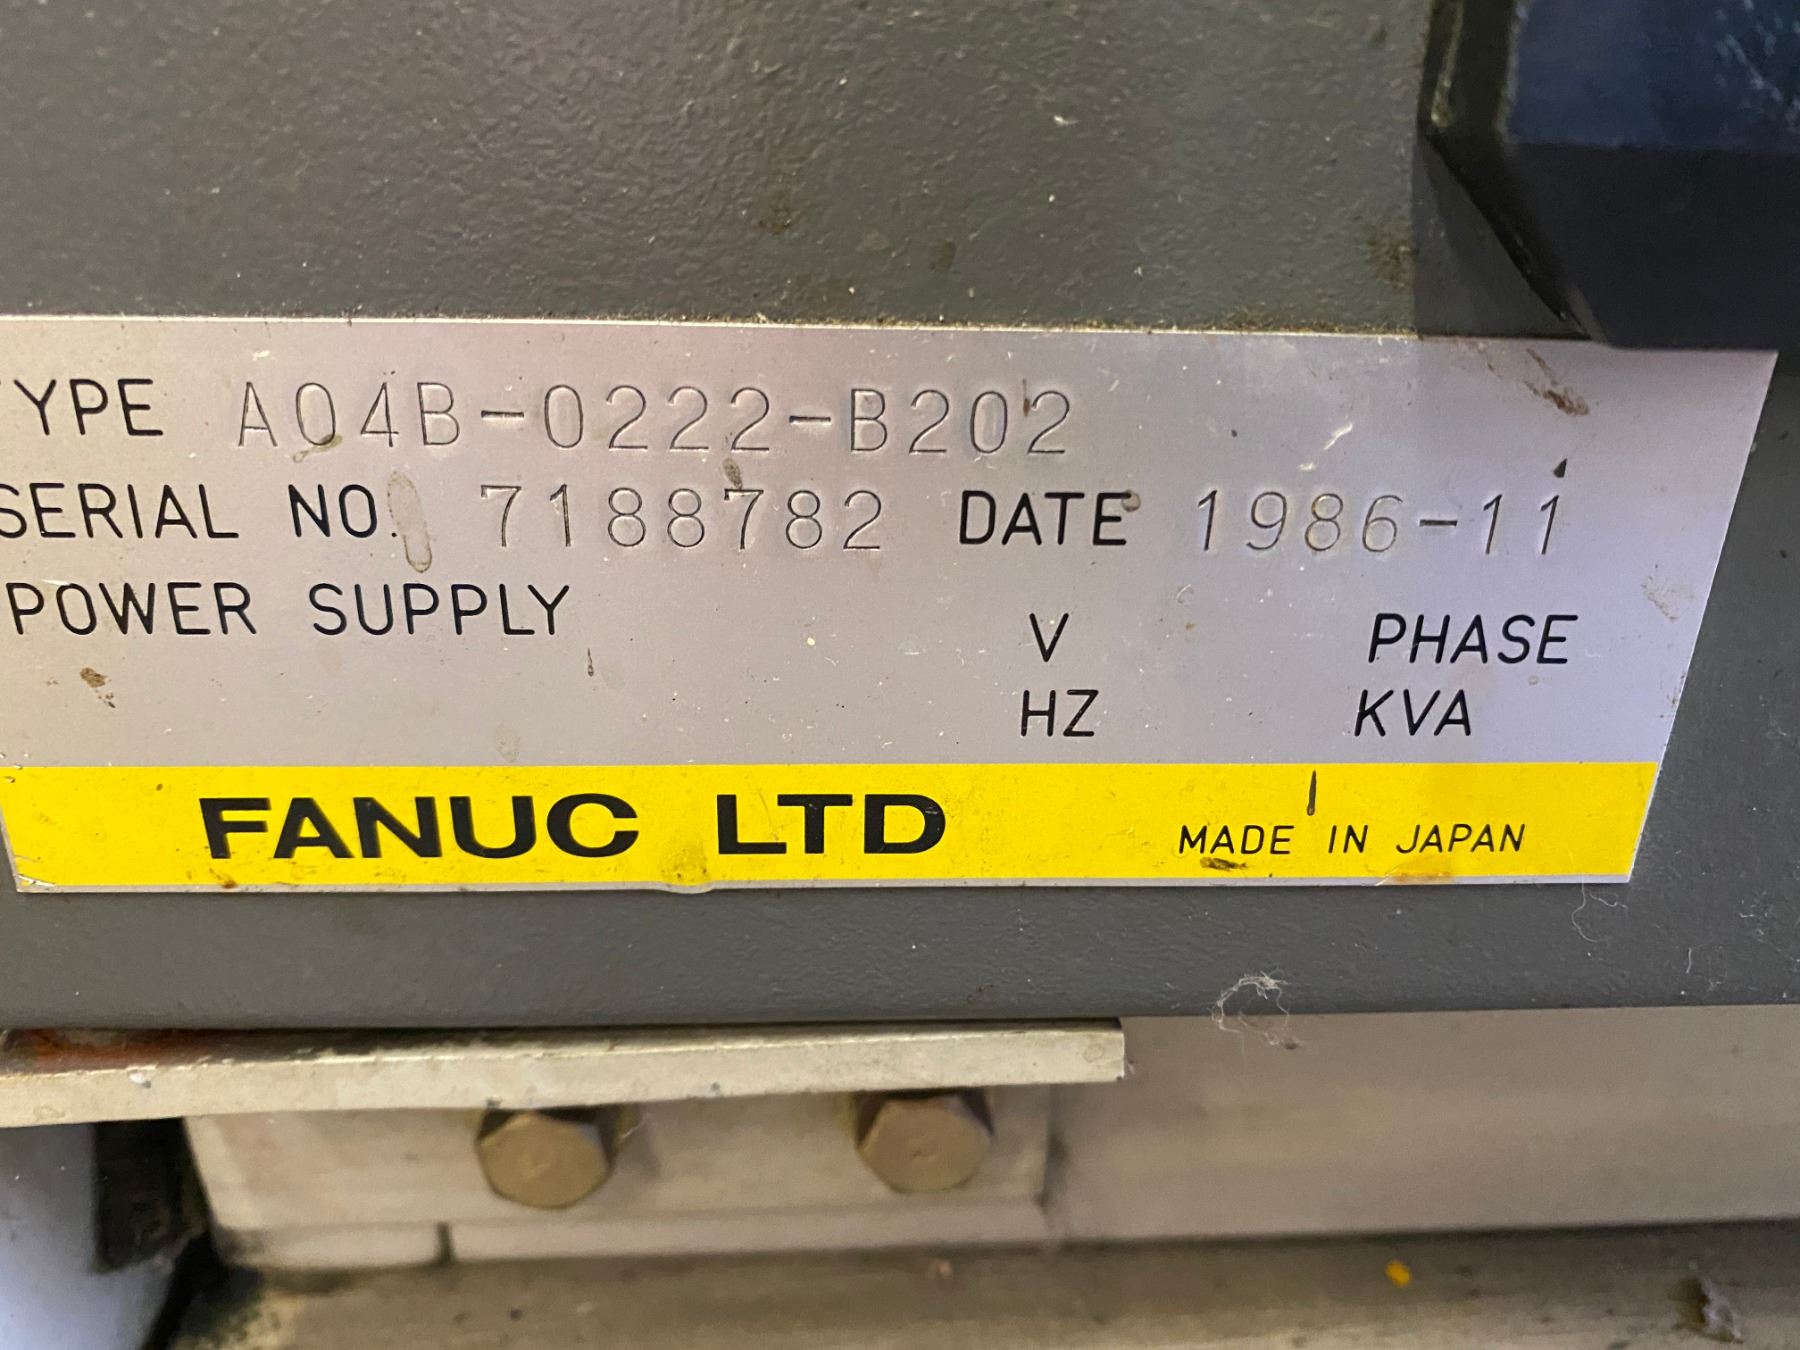 TYPE A04B-0222-B202
SERIAL NO. 7188782 DATE 1986-11
POWER SUPPLY V PHASE
HZ KVA
FANUC LTD MADE IN JAPAN